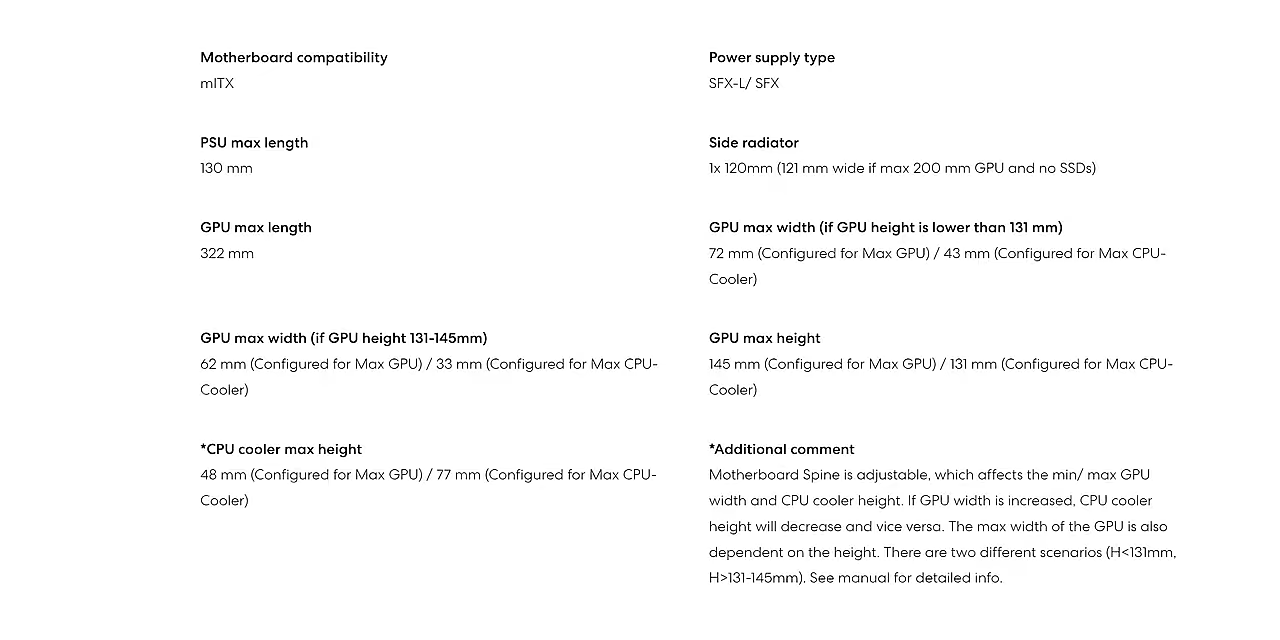 Motherboard compatibility
mITX
Power supply type
SFX-L/ SFX
PSU max length
130 mm
Side radiator
1x 120mm (121 mm wide if max 200 mm GPU and no SSDs)
GPU max length
322 mm
GPU max width (if GPU height is lower than 131 mm)
72 mm (Configured for Max GPU) / 43 mm (Configured for Max CPU-
Cooler)
GPU max width (if GPU height 131-145mm)
62 mm (Configured for Max GPU) / 33 mm (Configured for Max CPU-
Cooler)
GPU max height
145 mm (Configured for Max GPU) / 131 mm (Configured for Max CPU-
Cooler)
*CPU cooler max height
48 mm (Configured for Max GPU) / 77 mm (Configured for Max CPU-
Cooler)
*Additional comment
Motherboard Spine is adjustable, which affects the min/ max GPU
width and CPU cooler height. If GPU width is increased, CPU cooler
height will decrease and vice versa. The max width of the GPU is also
dependent on the height. There are two different scenarios (H<131mm,
H>131-145mm). See manual for detailed info.